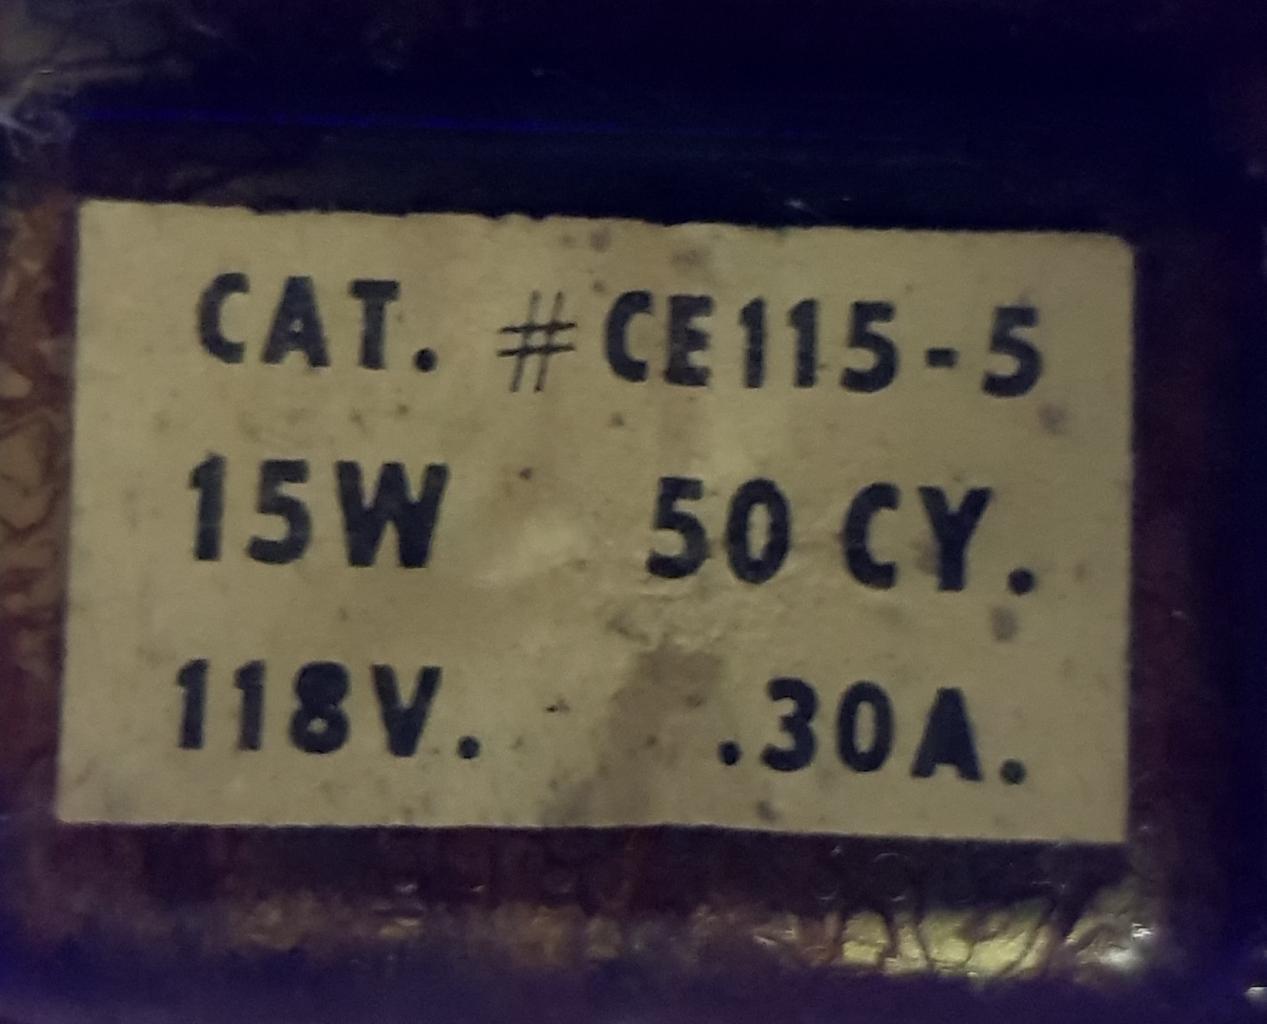 CAT. #CE115-5
15W 50 CY.
118V. .30A.